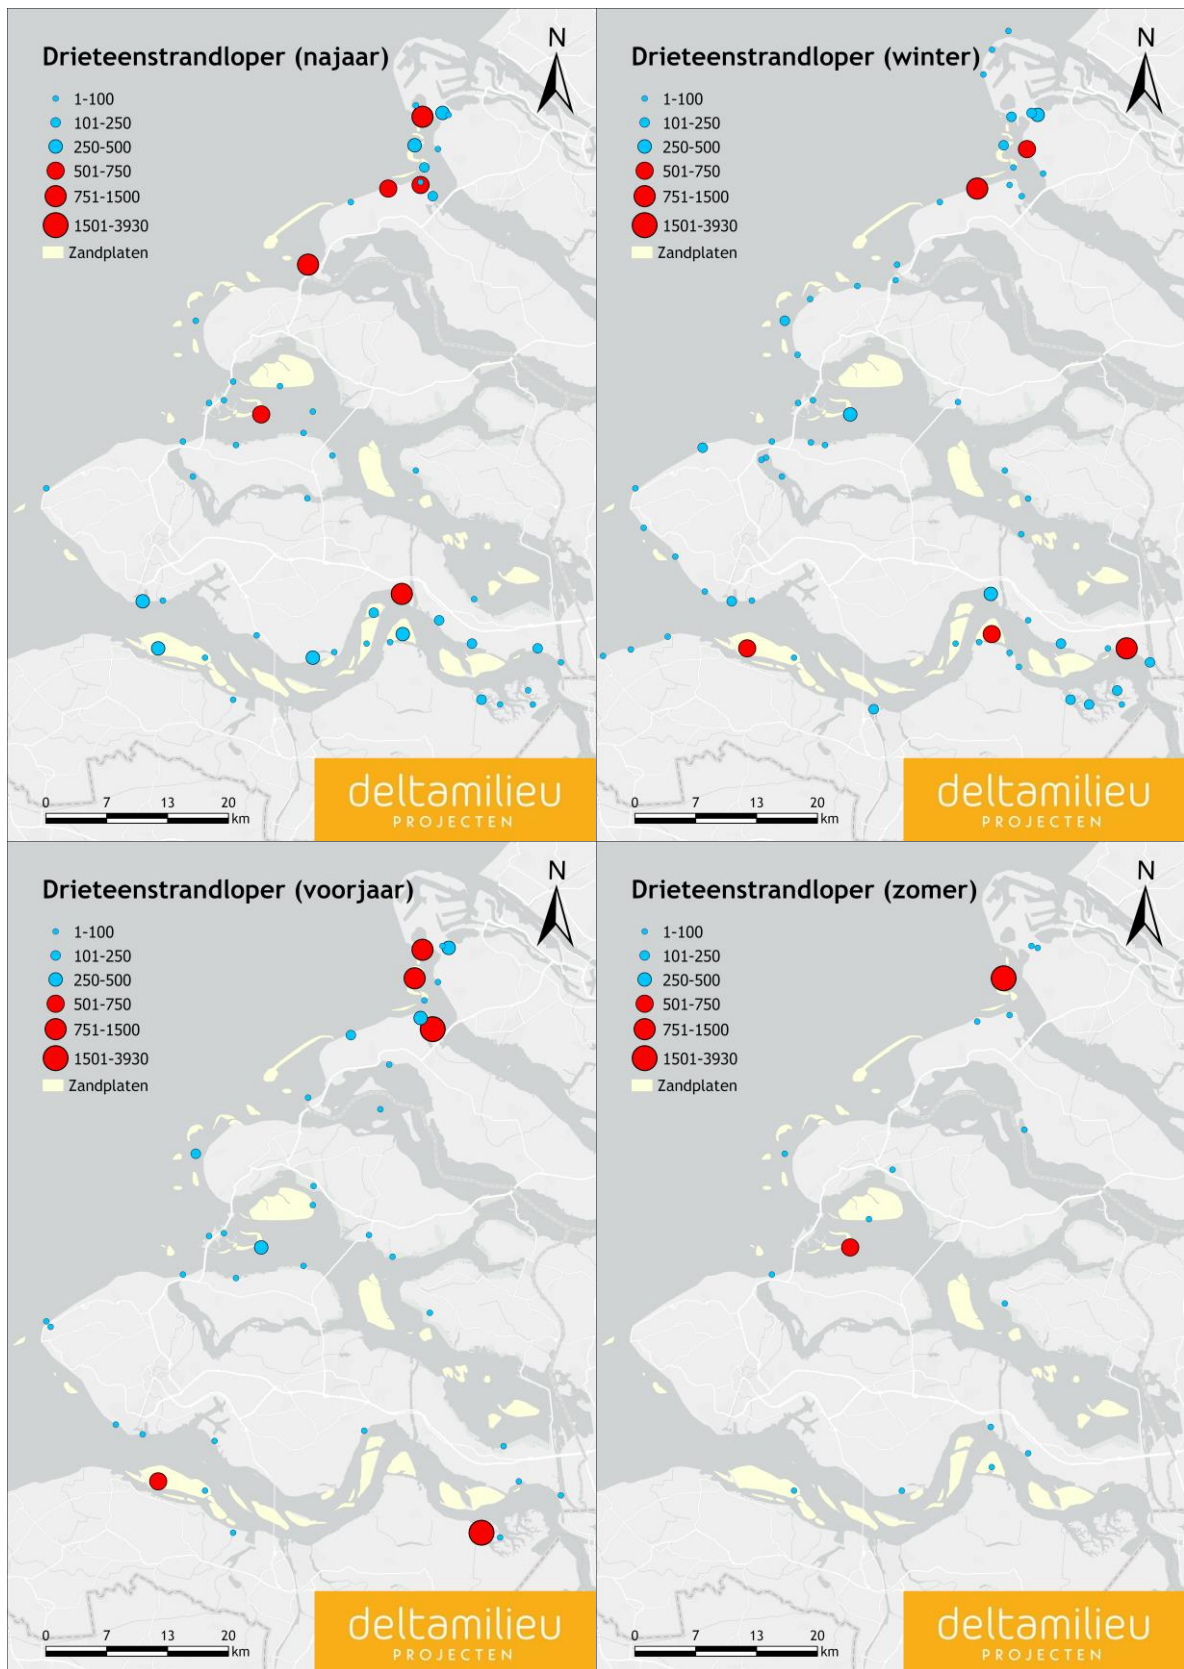 Drieteenstrandloper (najaar)
N
1-100
101-250
250-500
501-750
751-1500
1501-3930
Zandplaten
0 7 13 20
km
deltamilieu
PROJECTEN
Drieteenstrandloper (winter)
N
1-100
101-250
250-500
501-750
751-1500
1501-3930
Zandplaten
0 7 13 20
km
deltamilieu
PROJECTEN
Drieteenstrandloper (voorjaar)
N
1-100
101-250
250-500
501-750
751-1500
1501-3930
Zandplaten
0 7 13 20
km
deltamilieu
PROJECTEN
Drieteenstrandloper (zomer)
N
1-100
101-250
250-500
501-750
751-1500
1501-3930
Zandplaten
0 7 13 20
km
deltamilieu
PROJECTEN